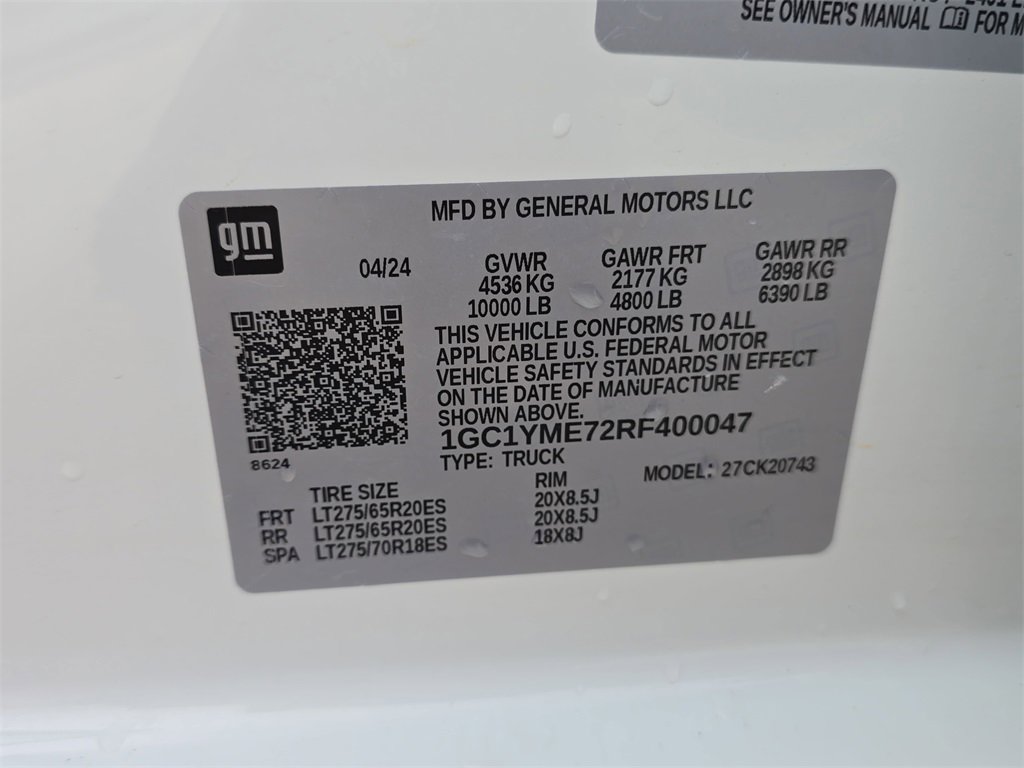 SEE OWNER'S MANUAL FOR M
gm
MFD BY GENERAL MOTORS LLC
04/24
GVWR
4536 KG
10000 LB
GAWR FRT
2177 KG
4800 LB
GAWR RR
2898 KG
6390 LB
THIS VEHICLE CONFORMS TO ALL
APPLICABLE U.S. FEDERAL MOTOR
VEHICLE SAFETY STANDARDS IN EFFECT
ON THE DATE OF MANUFACTURE
SHOWN ABOVE.
1GC1YME72RF400047
8624
TYPE: TRUCK
MODEL: 27CK20743
TIRE SIZE RIM
FRT LT275/65R20ES 20X8.5J
RR LT275/65R20ES 20X8.5J
SPA LT275/70R18ES 18X8J